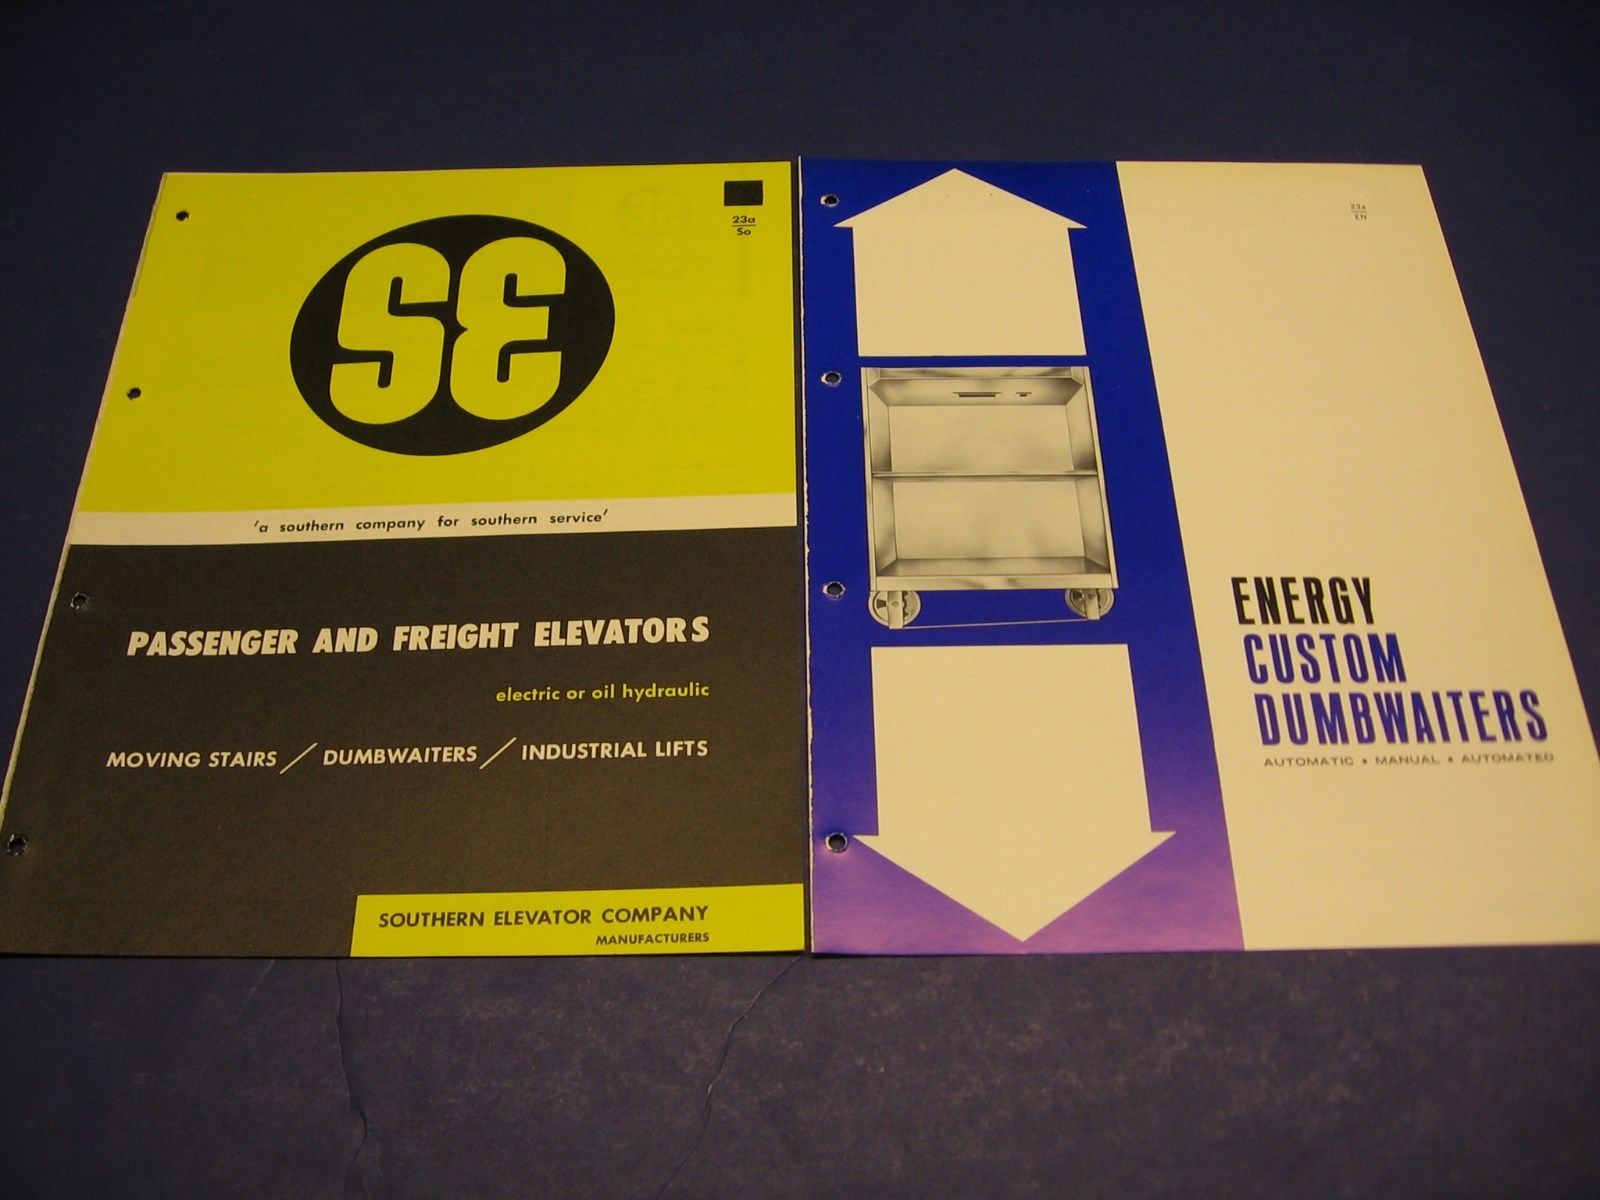 23a
So
SE
'a southern company for southern service'
PASSENGER AND FREIGHT ELEVATORS
electric or oil hydraulic
MOVING STAIRS / DUMBWAITERS / INDUSTRIAL LIFTS
SOUTHERN ELEVATOR COMPANY
MANUFACTURERS
23a
EN
ENERGY
CUSTOM
DUMBWAITERS
AUTOMATIC • MANUAL • AUTOMATED